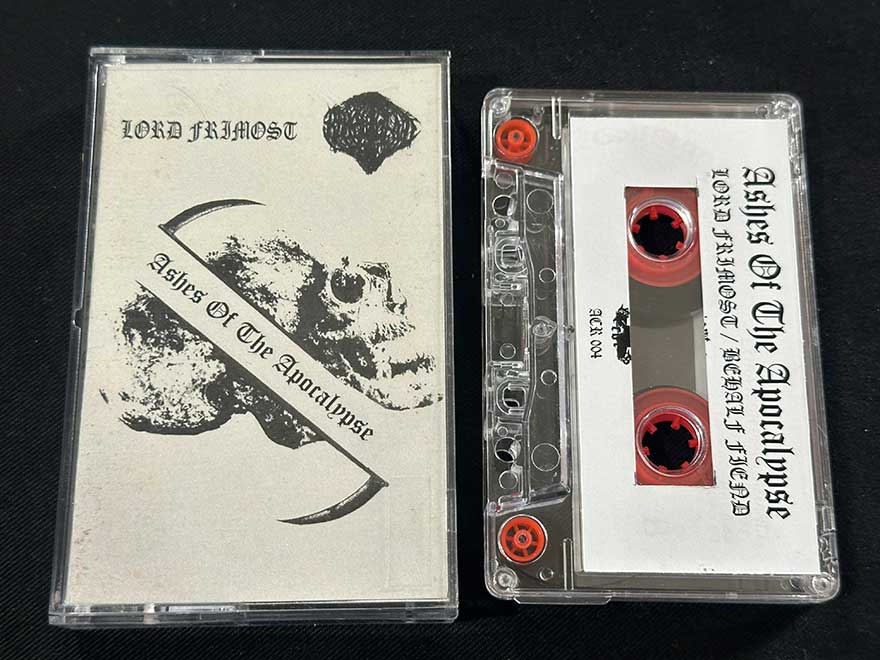 LORD FRIMOST
Ashes Of The Apocalypse
Ashes Of The Apocalypse
LORD FRIMOST / BEHALF FIEND
ACR 004